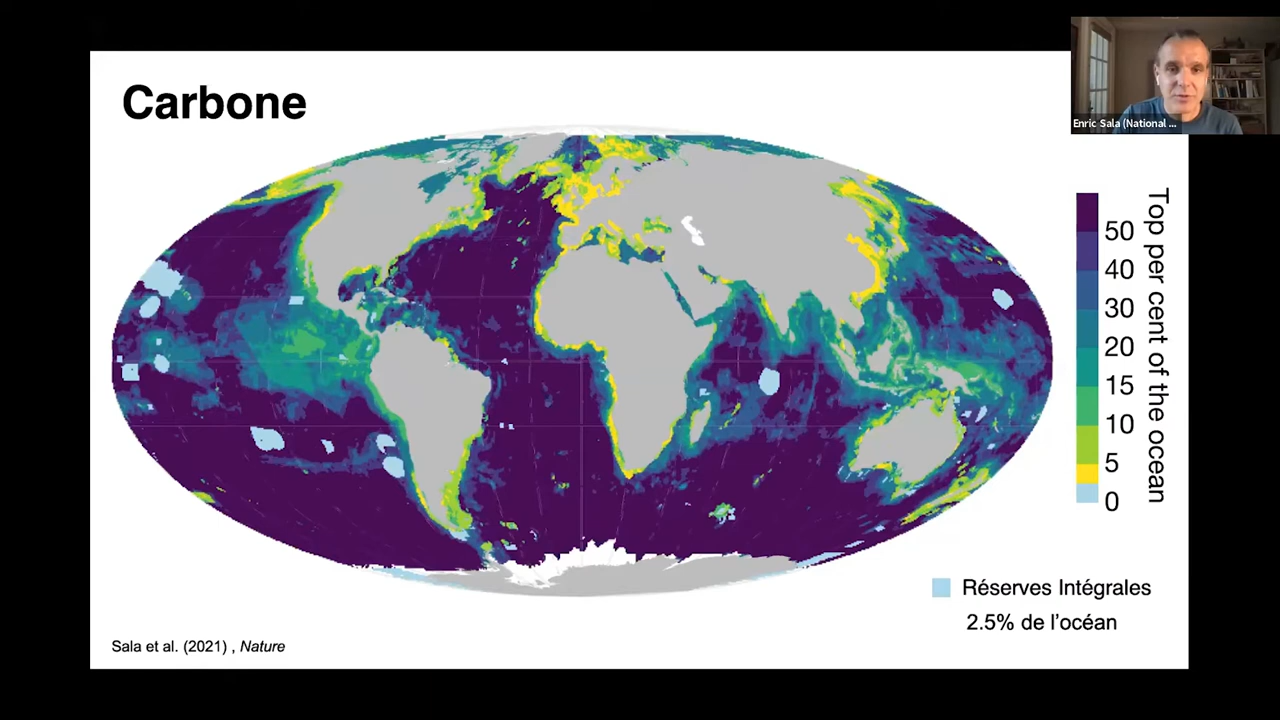 Carbone
Enric Sala (National ...
Top per cent of the ocean
50
40
30
20
15
10
5
0
Réserves Intégrales
2.5% de l'océan
Sala et al. (2021) , Nature